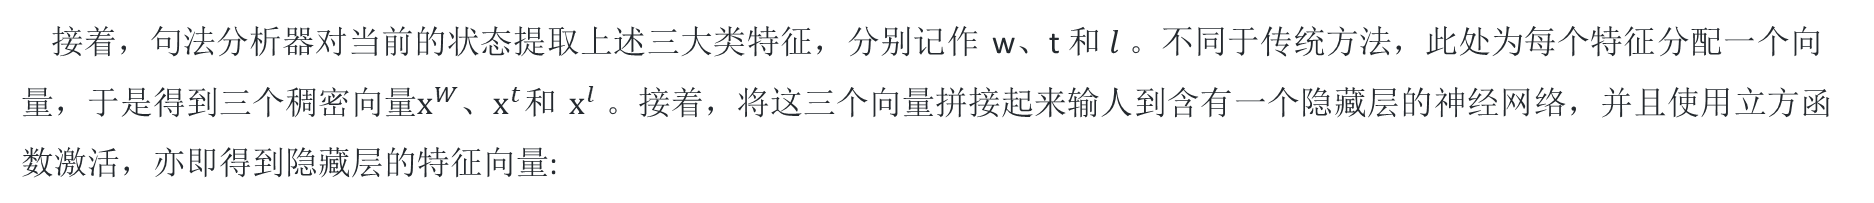 接着，句法分析器对当前的状态提取上述三大类特征，分别记作 w、t 和 l 。不同于传统方法，此处为每个特征分配一个向
量，于是得到三个稠密向量x^W、x^t和 x^l 。接着，将这三个向量拼接起来输人到含有一个隐藏层的神经网络，并且使用立方函
数激活，亦即得到隐藏层的特征向量: